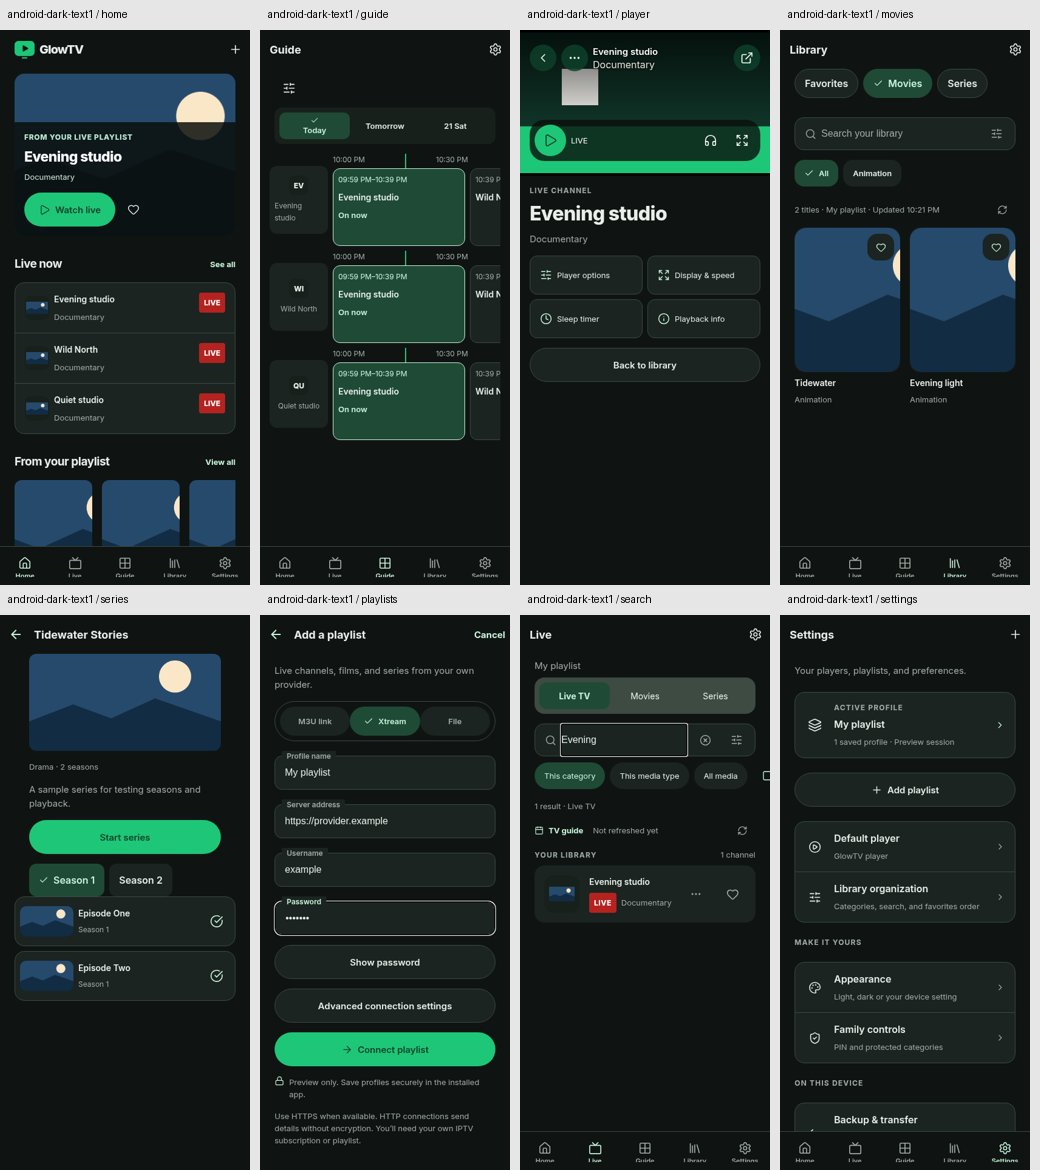 android-dark-text1 / home
GlowTV
FROM YOUR LIVE PLAYLIST
Evening studio
Documentary
Watch live
Live now
See all
Evening studio
Documentary
LIVE
Wild North
Documentary
LIVE
Quiet studio
Documentary
LIVE
From your playlist
View all
Home
Live
Guide
Library
Settings
android-dark-text1 / guide
Guide
Today
Tomorrow
21 Sat
10:00 PM
10:30 PM
EV
Evening
studio
09:59 PM–10:39 PM
Evening studio
On now
10:39 P
Wild N
10:00 PM
10:30 PM
WI
Wild North
09:59 PM–10:39 PM
Evening studio
On now
10:39 P
Wild N
10:00 PM
10:30 PM
QU
Quiet studio
09:59 PM–10:39 PM
Evening studio
On now
10:39 P
Wild N
Home
Live
Guide
Library
Settings
android-dark-text1 / player
Evening studio
Documentary
LIVE
LIVE CHANNEL
Evening studio
Documentary
Player options
Display & speed
Sleep timer
Playback info
Back to library
android-dark-text1 / movies
Library
Favorites
Movies
Series
Search your library
All
Animation
2 titles · My playlist · Updated 10:21 PM
Tidewater
Animation
Evening light
Animation
Home
Live
Guide
Library
Settings
android-dark-text1 / series
Tidewater Stories
Drama · 2 seasons
A sample series for testing seasons and
playback.
Start series
Season 1
Season 2
Episode One
Season 1
Episode Two
Season 1
android-dark-text1 / playlists
Add a playlist
Cancel
Live channels, films, and series from your own
provider.
M3U link
Xtream
File
Profile name
My playlist
Server address
https://provider.example
Username
example
Password
•••••••
Show password
Advanced connection settings
Connect playlist
Preview only. Save profiles securely in the installed
app.
Use HTTPS when available. HTTP connections send
details without encryption. You'll need your own IPTV
subscription or playlist.
android-dark-text1 / search
Live
My playlist
Live TV
Movies
Series
Evening
This category
This media type
All media
1 result · Live TV
TV guide
Not refreshed yet
YOUR LIBRARY
1 channel
Evening studio
LIVE
Documentary
Home
Live
Guide
Library
Settings
android-dark-text1 / settings
Settings
Your players, playlists, and preferences.
ACTIVE PROFILE
My playlist
1 saved profile · Preview session
Add playlist
Default player
GlowTV player
Library organization
Categories, search, and favorites order
MAKE IT YOURS
Appearance
Light, dark or your device setting
Family controls
PIN and protected categories
ON THIS DEVICE
Backup & transfer
Home
Live
Guide
Library
Settings